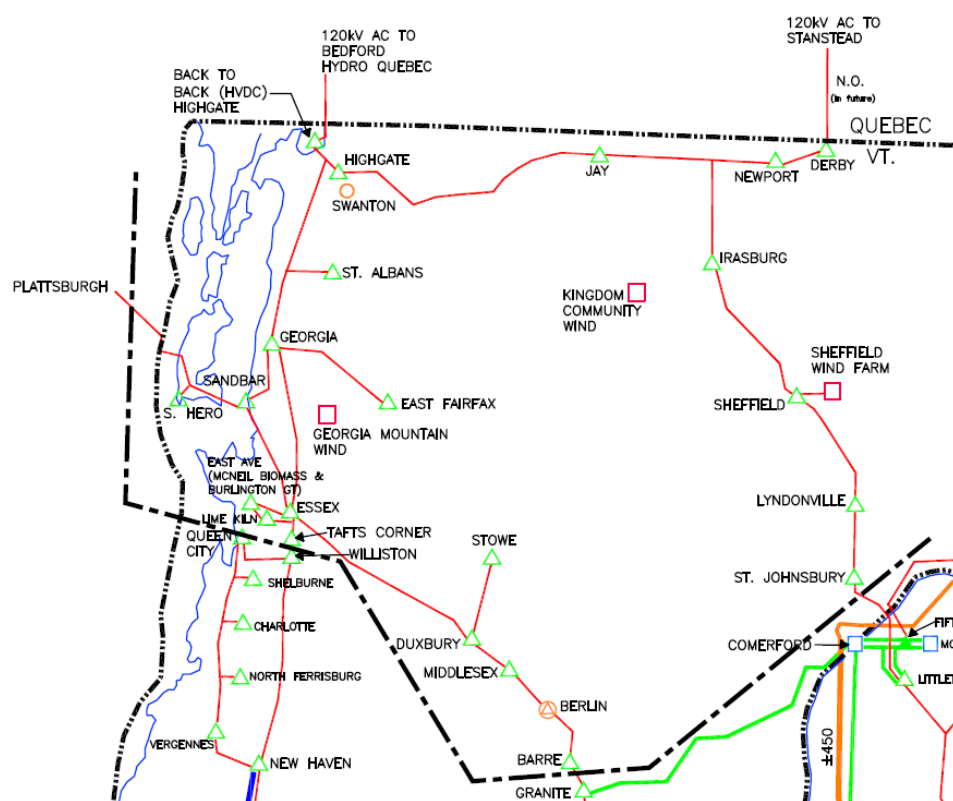 120kV AC TO
BEDFORD
HYDRO QUEBEC
120kV AC TO
STANSTEAD
BACK TO
BACK (HVDC)
HIGHGATE
N.O.
(in future)
QUEBEC
VT.
HIGHGATE
SWANTON
JAY
NEWPORT
DERBY
ST. ALBANS
IRASBURG
PLATTSBURGH
KINGDOM
COMMUNITY
WIND
GEORGIA
SANDBAR
S. HERO
EAST FAIRFAX
GEORGIA MOUNTAIN
WIND
SHEFFIELD
WIND FARM
SHEFFIELD
EAST AVE
(MCNEIL BIOMASS &
BURLINGTON GT)
ESSEX
LIME KILN
QUEEN
CITY
TAFTS CORNER
WILLISTON
STOWE
LYNDONVILLE
SHELBURNE
ST. JOHNSBURY
CHARLOTTE
DUXBURY
MIDDLESEX
COMERFORD
FIFT
MO
NORTH FERRISBURG
LITTLET
BERLIN
VERGENNES
NEW HAVEN
BARRE
GRANITE
±450